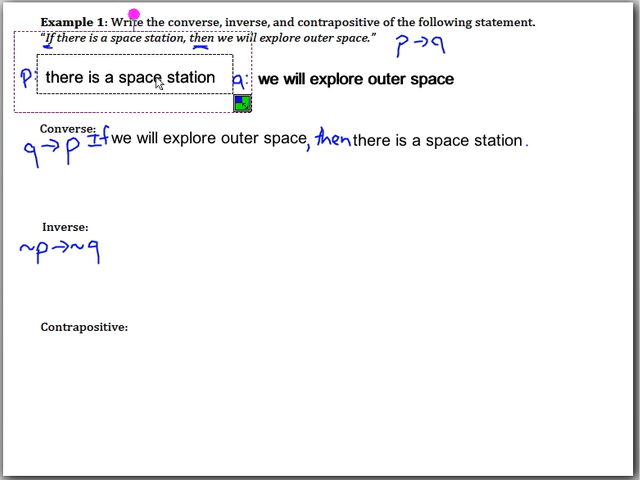 Example 1: Write the converse, inverse, and contrapositive of the following statement.
"If there is a space station, then we will explore outer space."
p→q
p: there is a space station q: we will explore outer space
Converse:
q→p If we will explore outer space, then there is a space station.
Inverse:
~p→~q
Contrapositive: